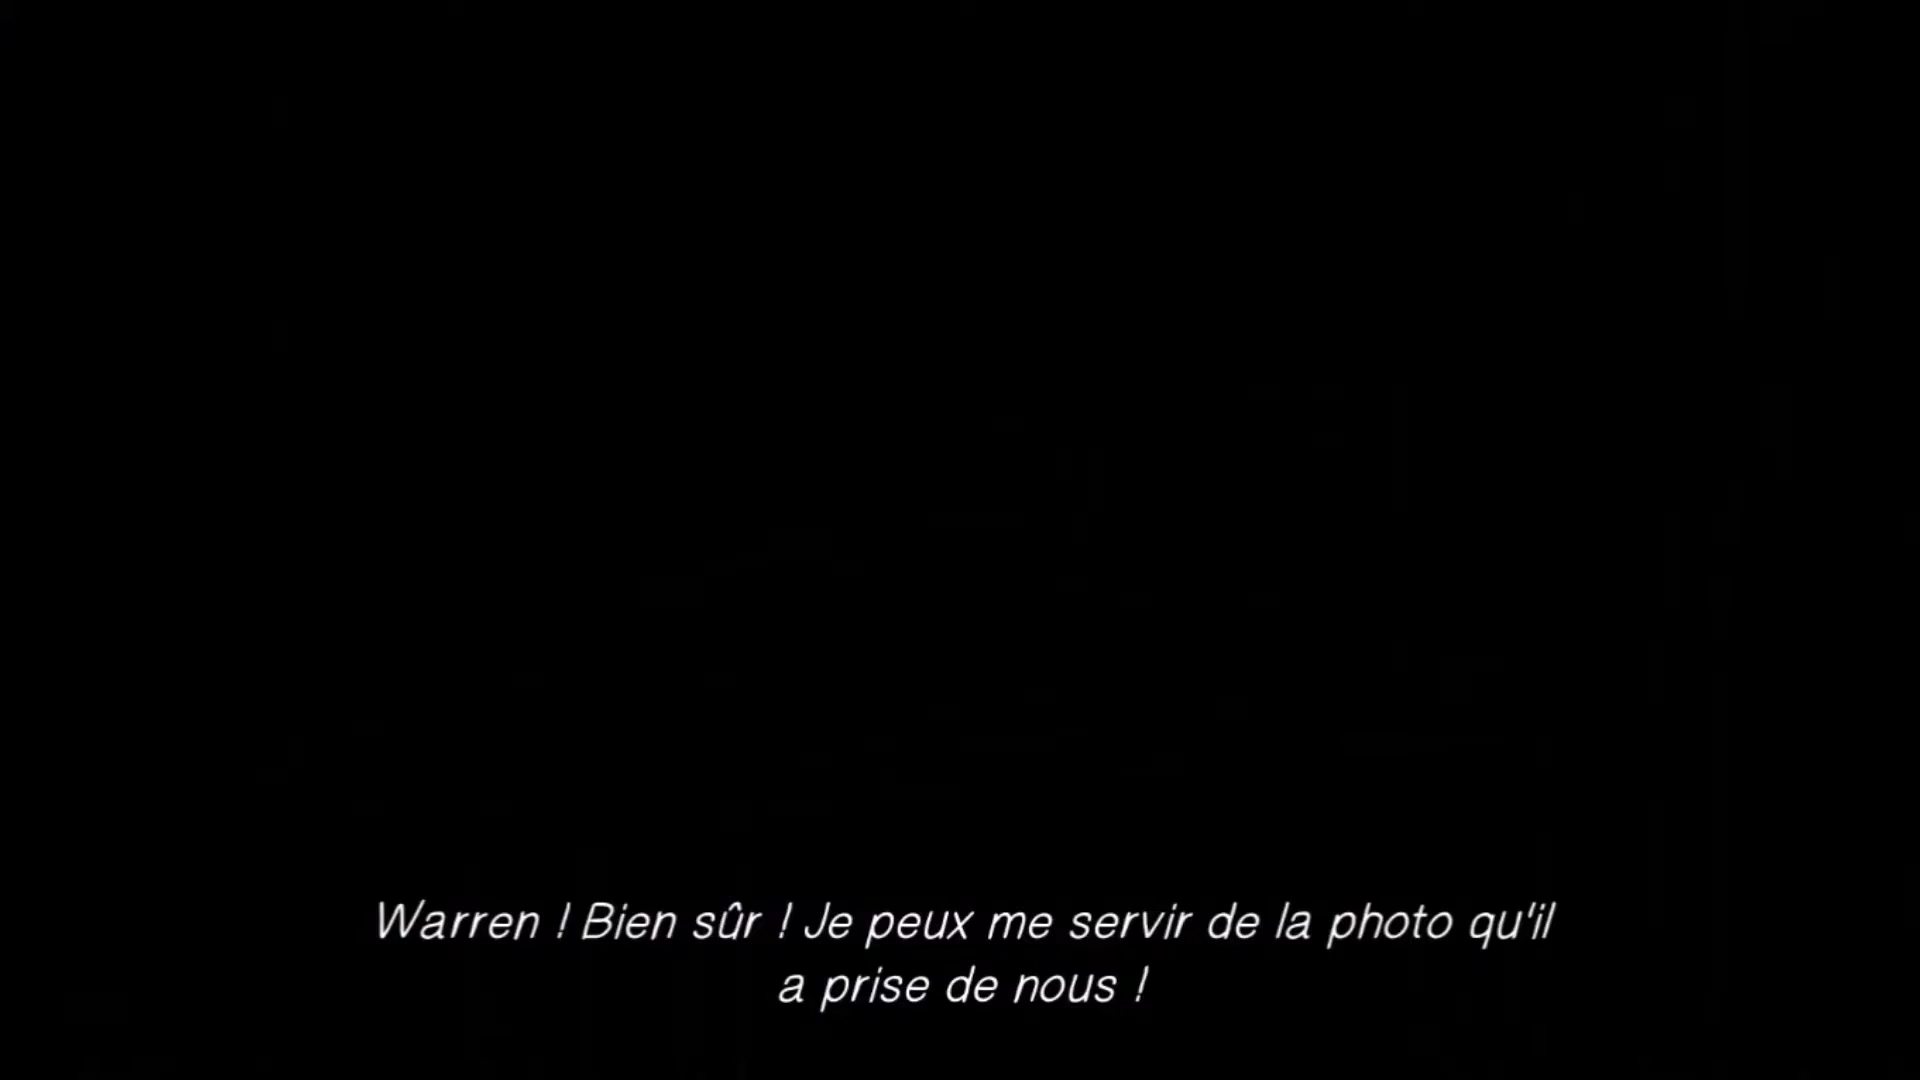 Warren ! Bien sûr ! Je peux me servir de la photo qu'il
a prise de nous !